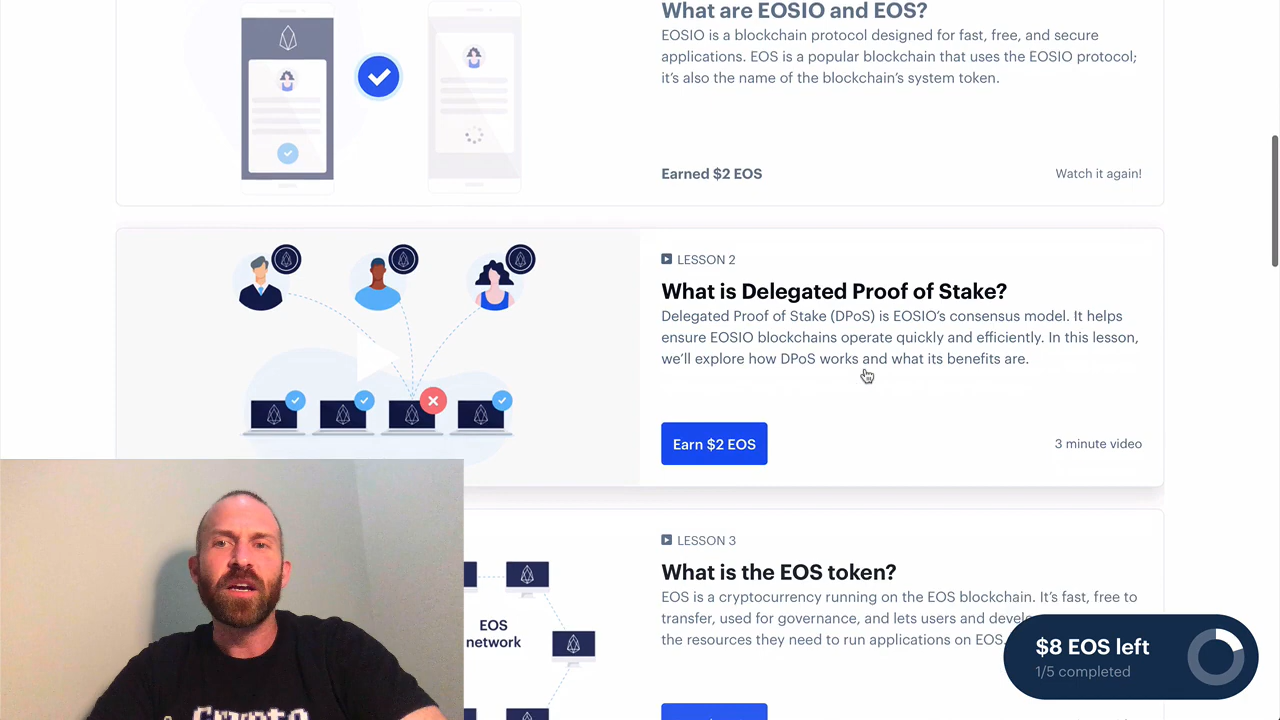 What are EOSIO and EOS?
EOSIO is a blockchain protocol designed for fast, free, and secure
applications. EOS is a popular blockchain that uses the EOSIO protocol;
it's also the name of the blockchain's system token.
Earned $2 EOS
Watch it again!
LESSON 2
What is Delegated Proof of Stake?
Delegated Proof of Stake (DPoS) is EOSIO's consensus model. It helps
ensure EOSIO blockchains operate quickly and efficiently. In this lesson,
we'll explore how DPoS works and what its benefits are.
Earn $2 EOS
3 minute video
LESSON 3
What is the EOS token?
EOS is a cryptocurrency running on the EOS blockchain. It's fast, free to
transfer, used for governance, and lets users and
the resources they need to run applications on EOS
EOS
network
$8 EOS left
1/5 completed
Crypto